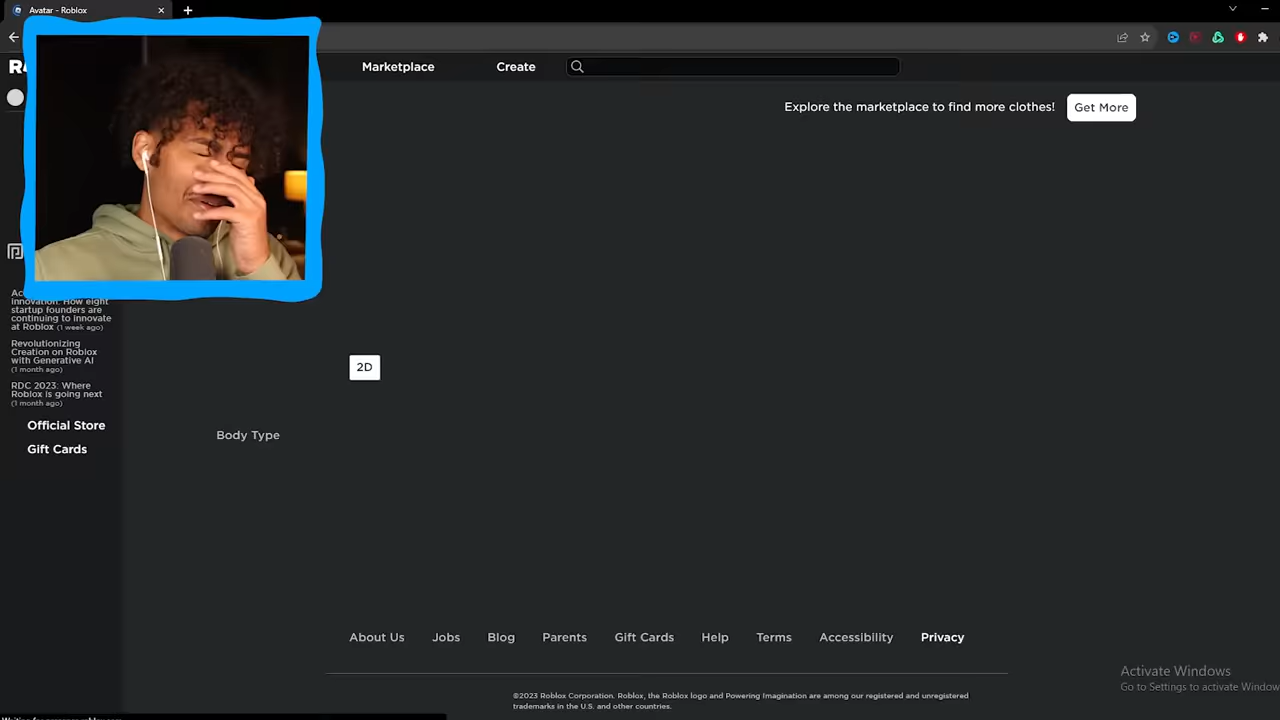 Avatar - Roblox
Marketplace
Create
Explore the marketplace to find more clothes!
Get More
Innovation: How eight
startup founders are
continuing to innovate
at Roblox (1 week ago)
Revolutionizing
Creation on Roblox
with Generative AI
(1 month ago)
RDC 2023: Where
Roblox is going next
(1 month ago)
Official Store
Gift Cards
2D
Body Type
About Us
Jobs
Blog
Parents
Gift Cards
Help
Terms
Accessibility
Privacy
©2023 Roblox Corporation. Roblox, the Roblox logo and Powering Imagination are among our registered and unregistered
trademarks in the U.S. and other countries.
Activate Windows
Go to Settings to activate Window